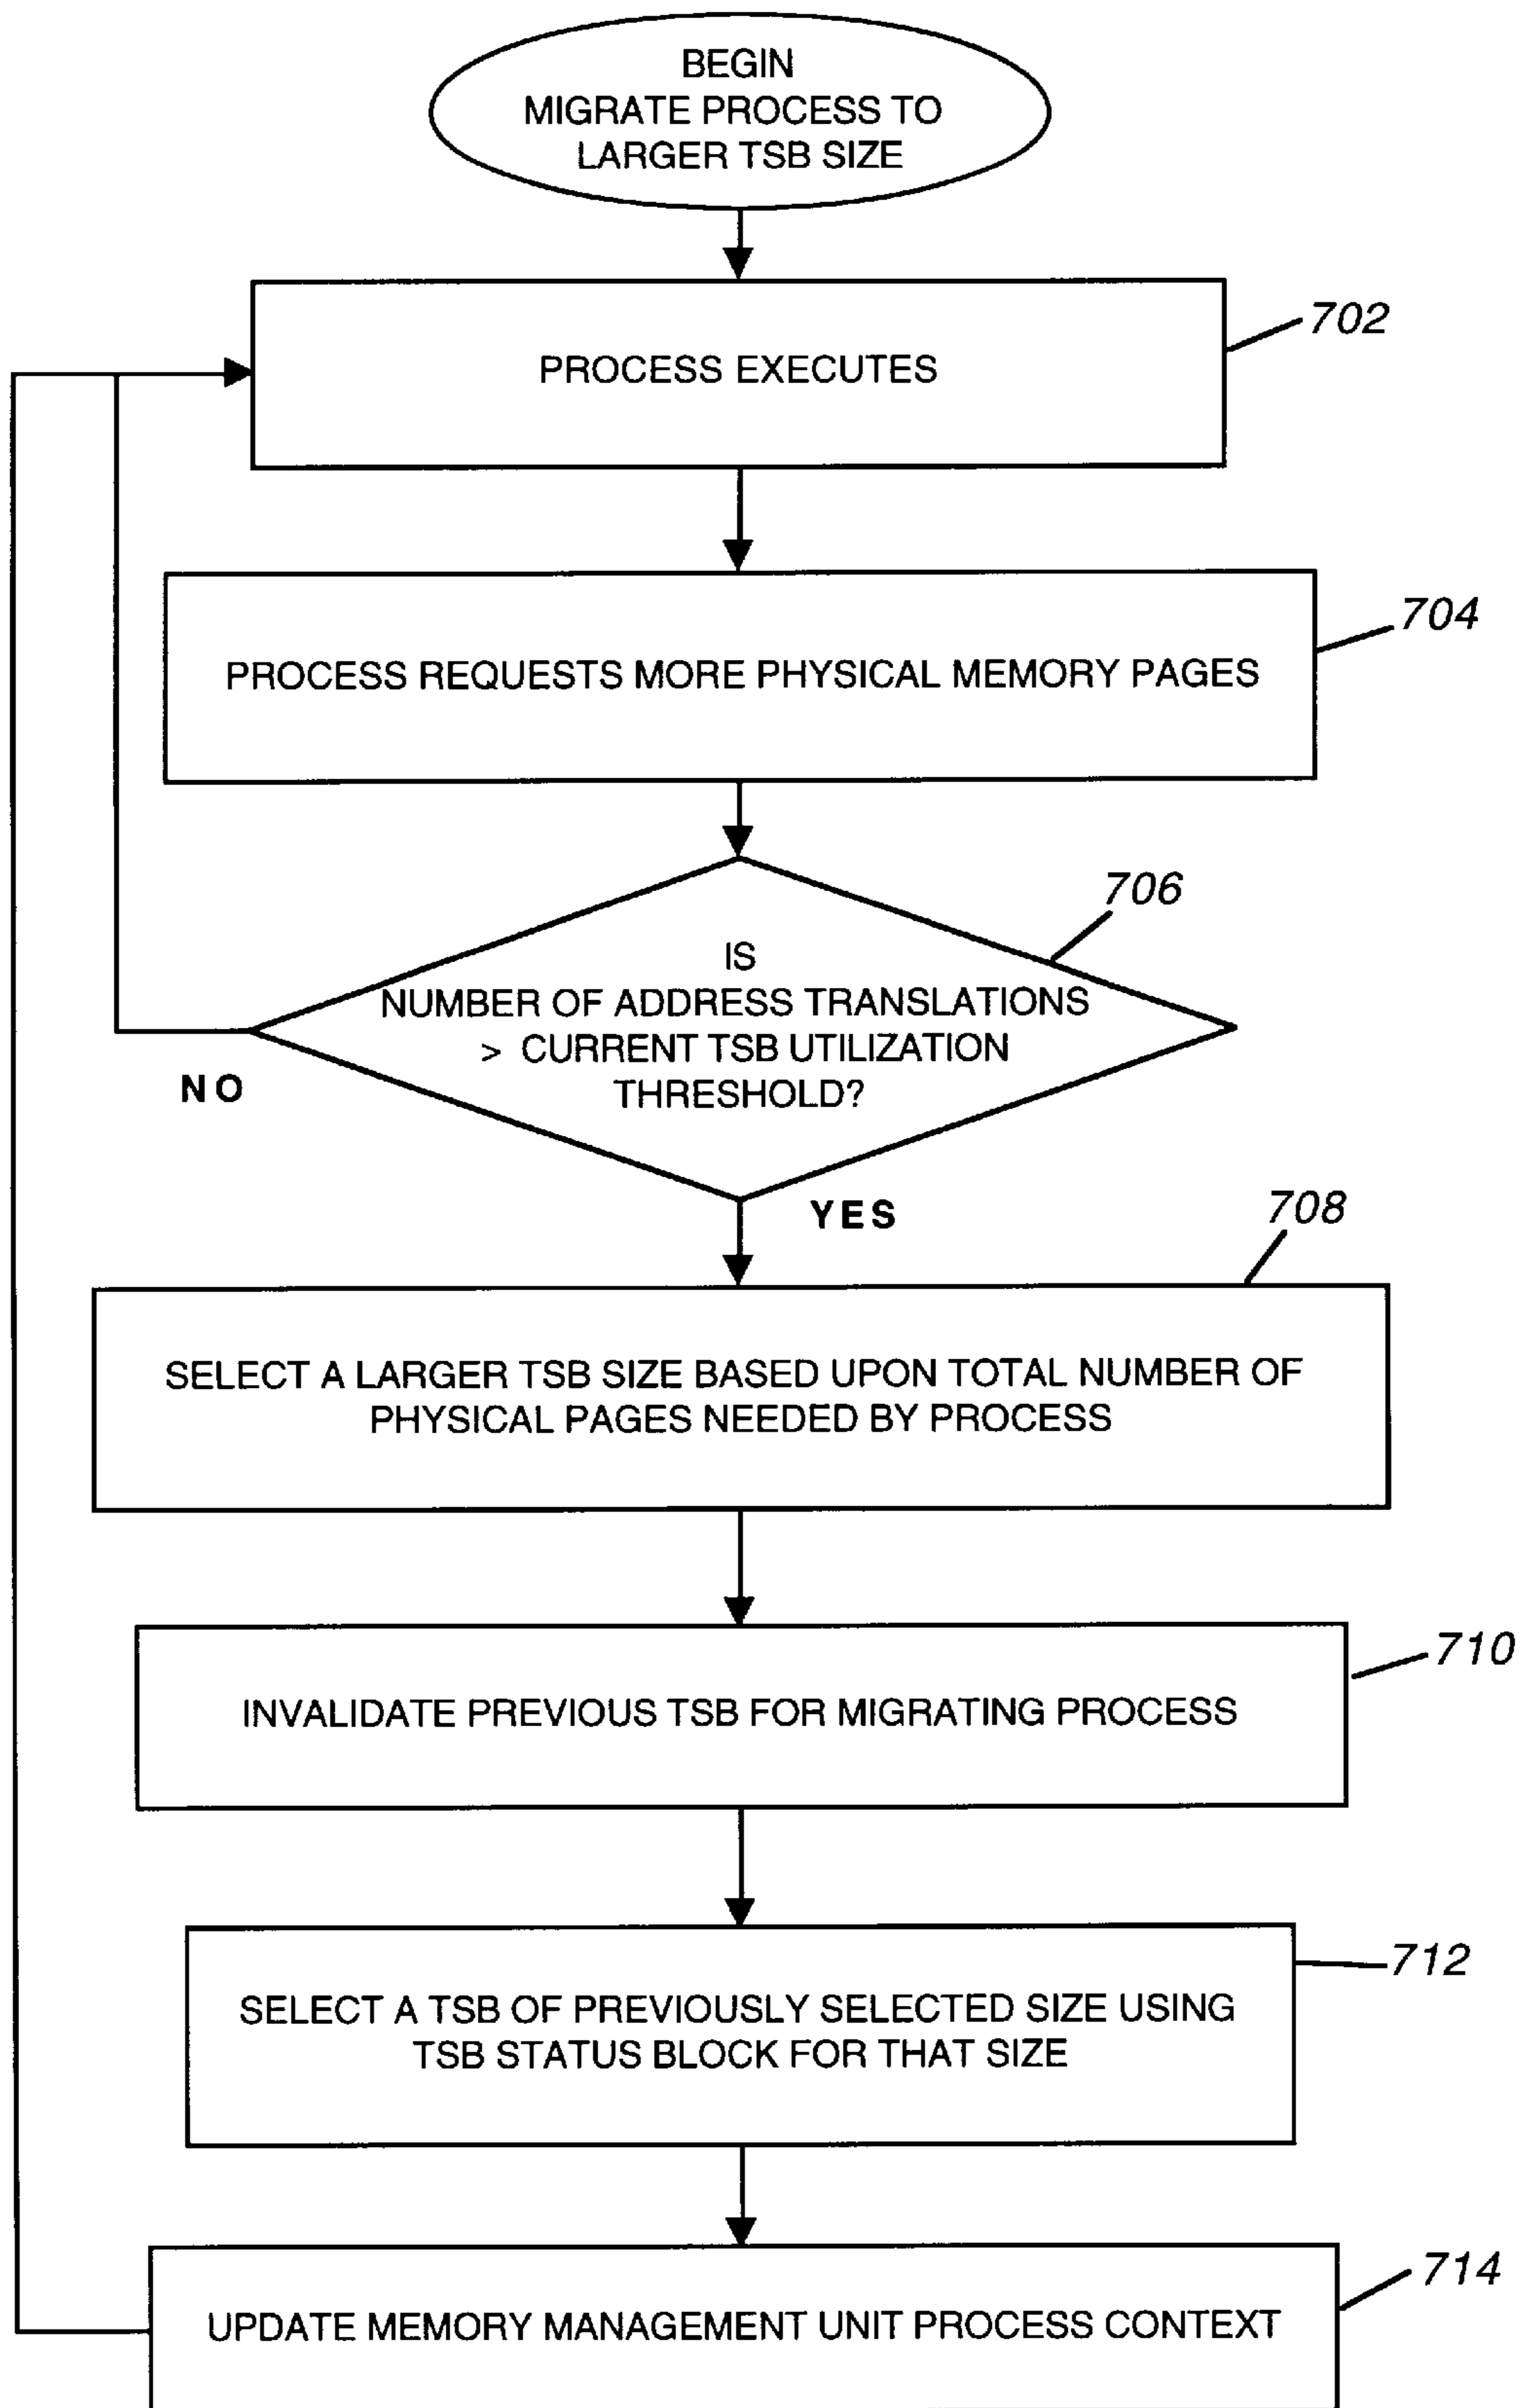 BEGIN
MIGRATE PROCESS TO
LARGER TSB SIZE
702
PROCESS EXECUTES
704
PROCESS REQUESTS MORE PHYSICAL MEMORY PAGES
706
IS
NUMBER OF ADDRESS TRANSLATIONS
> CURRENT TSB UTILIZATION
THRESHOLD?
NO
YES
708
SELECT A LARGER TSB SIZE BASED UPON TOTAL NUMBER OF
PHYSICAL PAGES NEEDED BY PROCESS
710
INVALIDATE PREVIOUS TSB FOR MIGRATING PROCESS
712
SELECT A TSB OF PREVIOUSLY SELECTED SIZE USING
TSB STATUS BLOCK FOR THAT SIZE
714
UPDATE MEMORY MANAGEMENT UNIT PROCESS CONTEXT